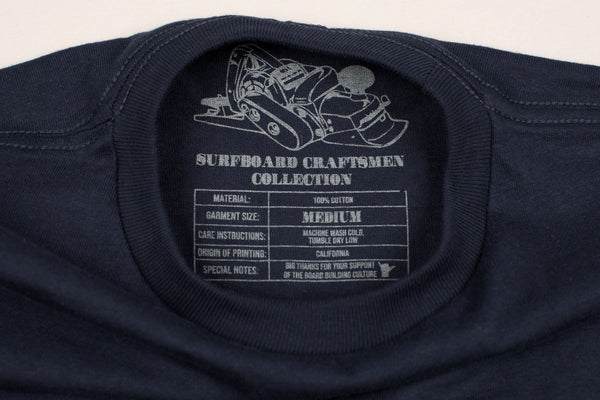 SURFBOARD CRAFTSMEN
COLLECTION
MATERIAL: 100% COTTON
GARMENT SIZE: MEDIUM
CARE INSTRUCTIONS: MACHINE WASH COLD,
TUMBLE DRY LOW
ORIGIN OF PRINTING: CALIFORNIA
SPECIAL NOTES: BIG THANKS FOR YOUR SUPPORT
OF THE BOARD BUILDING CULTURE